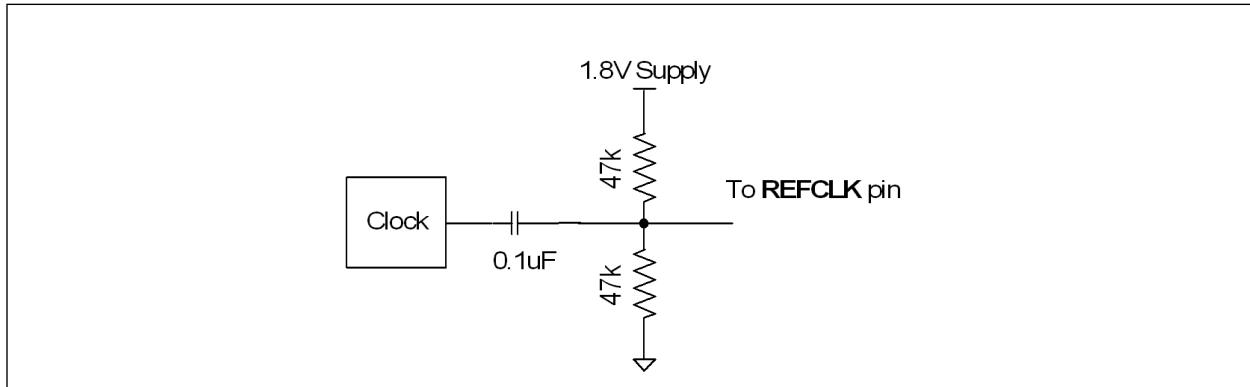 1.8V Supply
47k
To REFCLK pin
Clock
0.1uF
47k